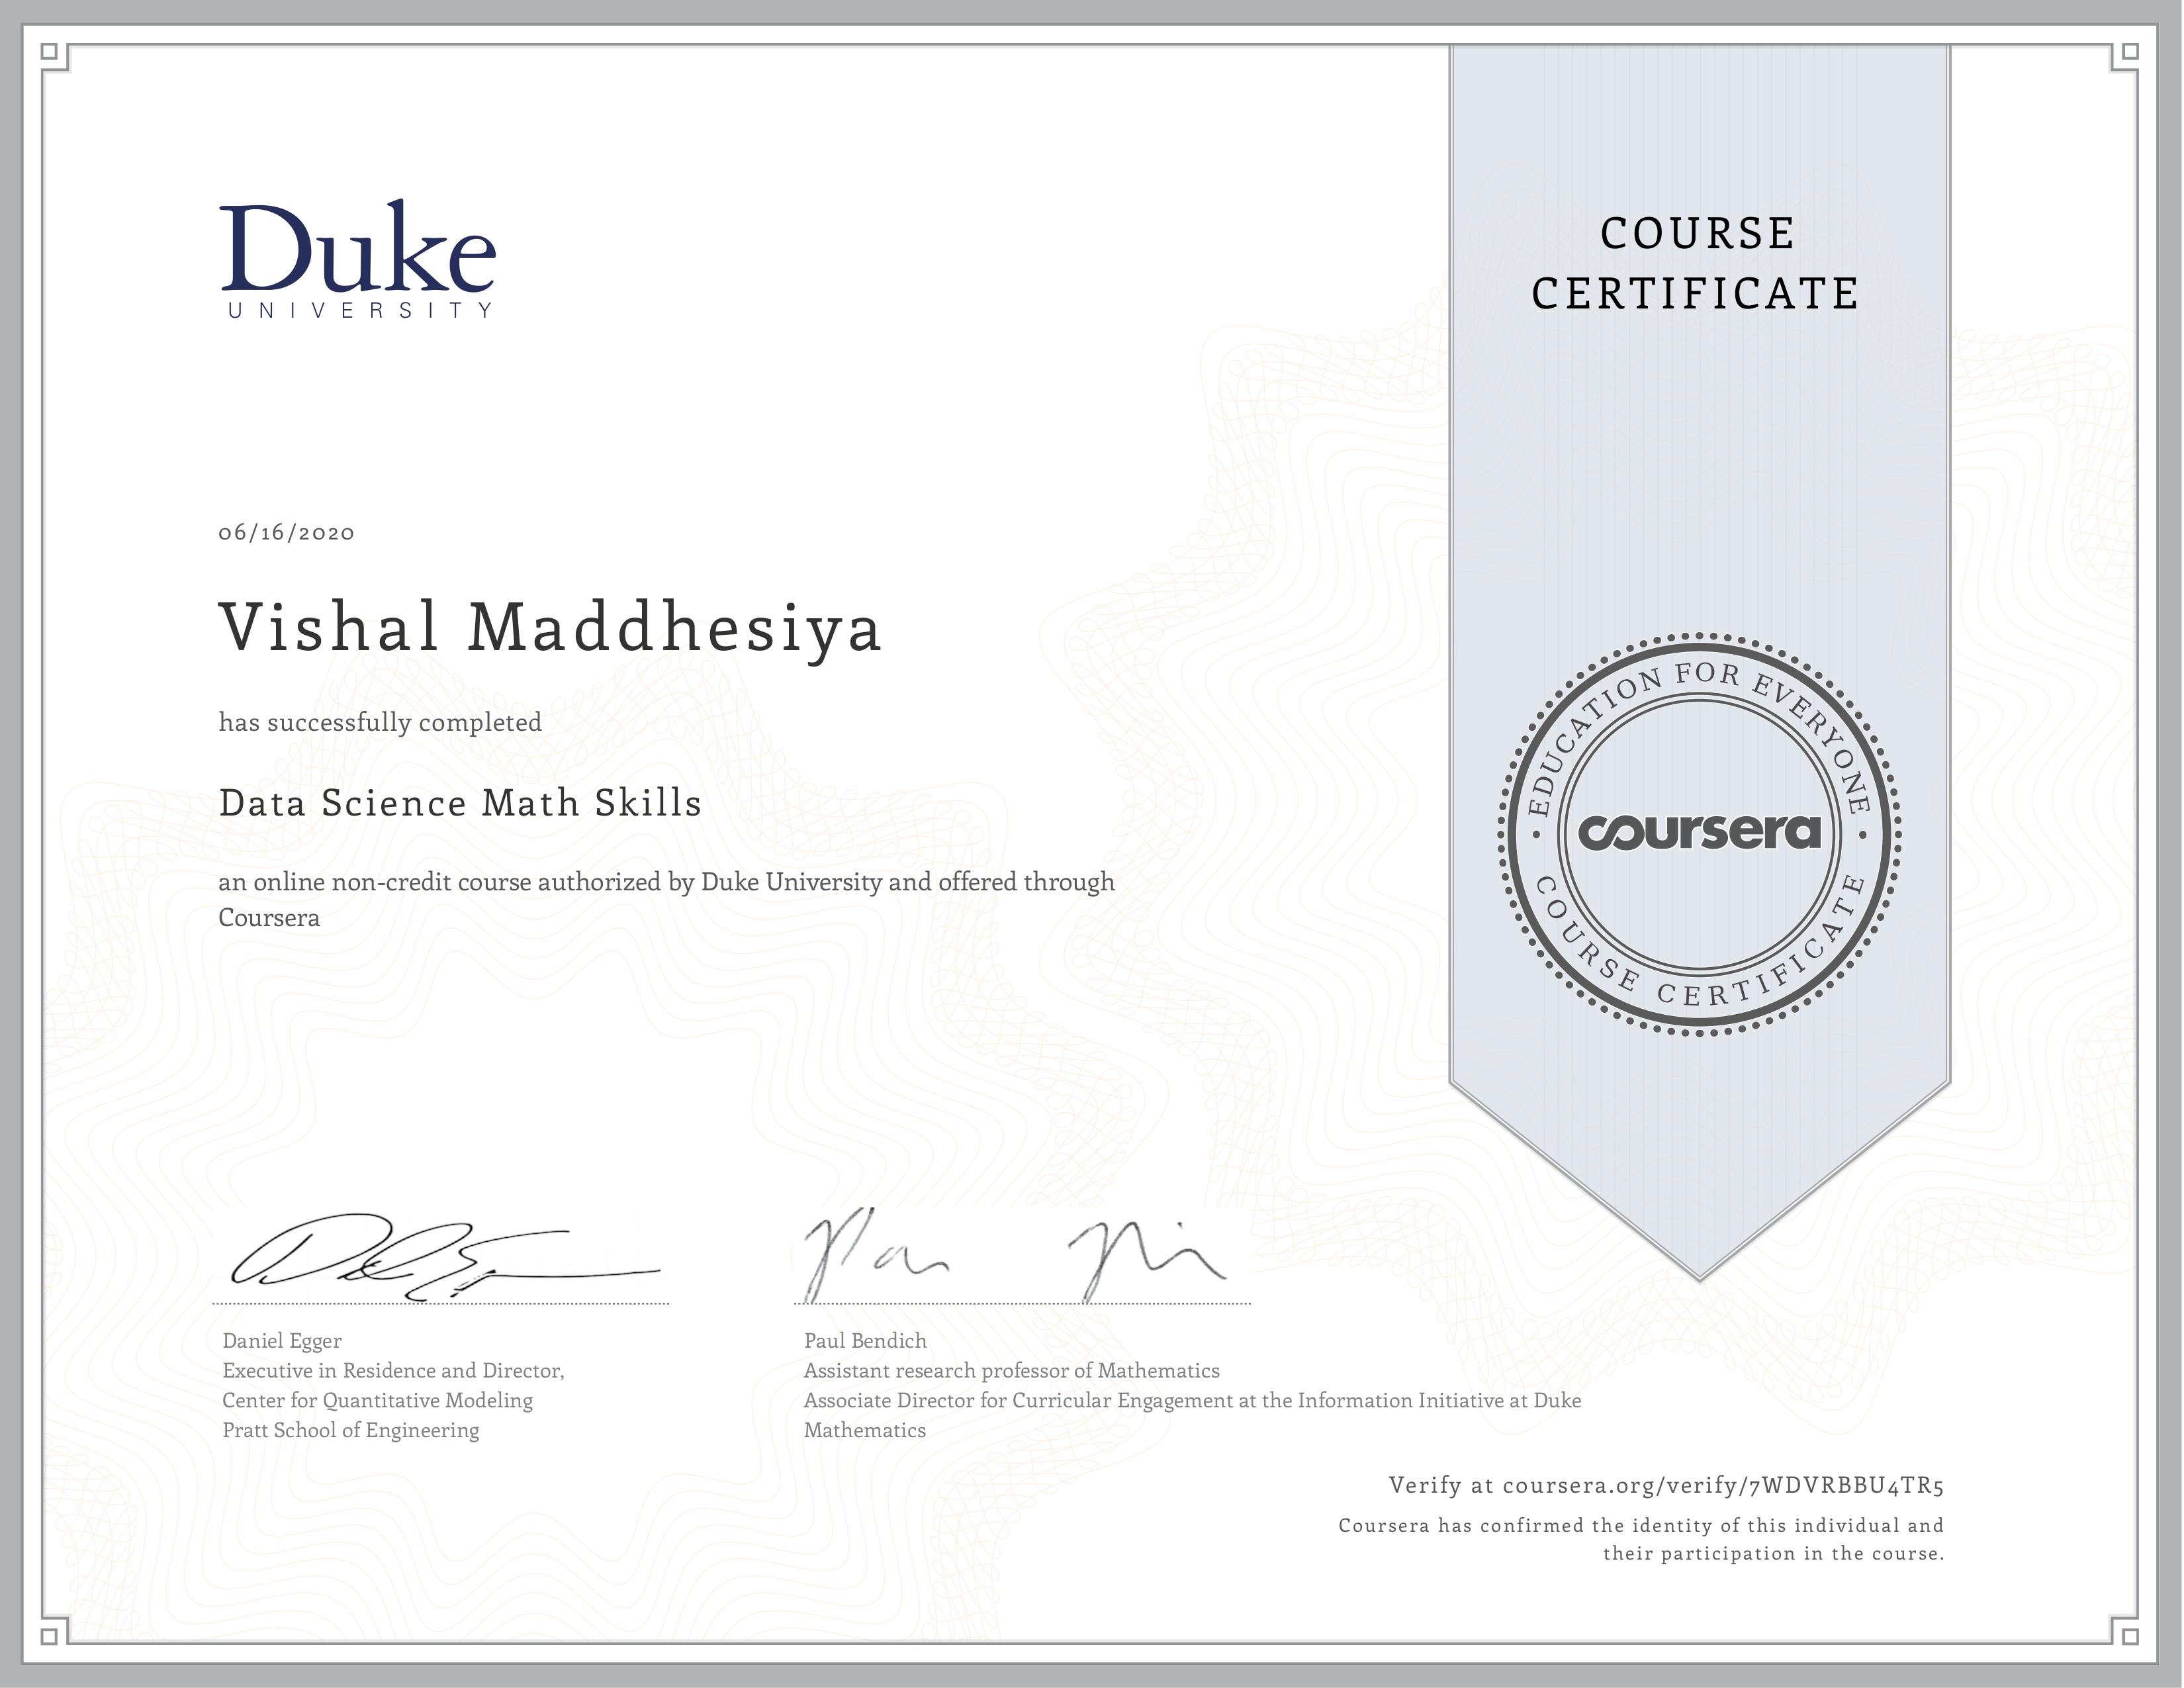 Duke
UNIVERSITY
COURSE
CERTIFICATE
06/16/2020
Vishal Maddhesiya
has successfully completed
Data Science Math Skills
an online non-credit course authorized by Duke University and offered through
Coursera
EDUCATION FOR EVERYONE
coursera
COURSE CERTIFICATE
Daniel Egger
Executive in Residence and Director,
Center for Quantitative Modeling
Pratt School of Engineering
Paul Bendich
Assistant research professor of Mathematics
Associate Director for Curricular Engagement at the Information Initiative at Duke
Mathematics
Verify at coursera.org/verify/7WDVRBBU4TR5
Coursera has confirmed the identity of this individual and
their participation in the course.